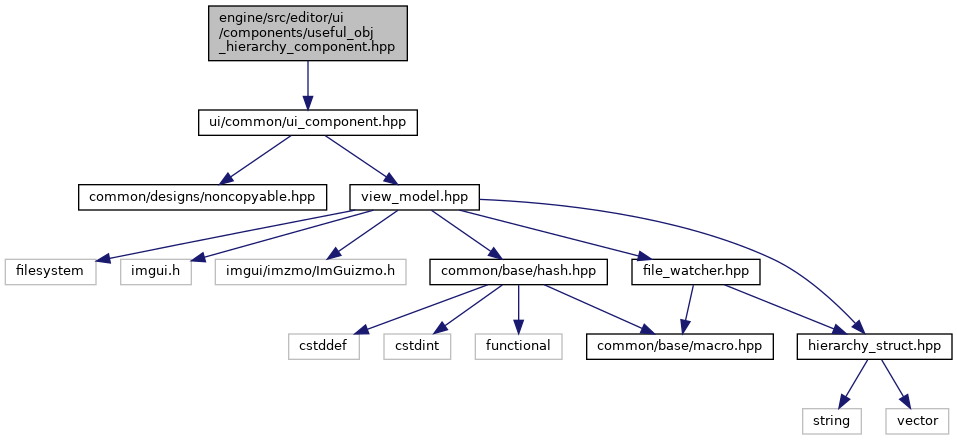 engine/src/editor/ui
/components/useful_obj
_hierarchy_component.hpp
ui/common/ui_component.hpp
common/designs/noncopyable.hpp
view_model.hpp
filesystem
imgui.h
imgui/imzmo/ImGuizmo.h
common/base/hash.hpp
file_watcher.hpp
cstddef
cstdint
functional
common/base/macro.hpp
hierarchy_struct.hpp
string
vector